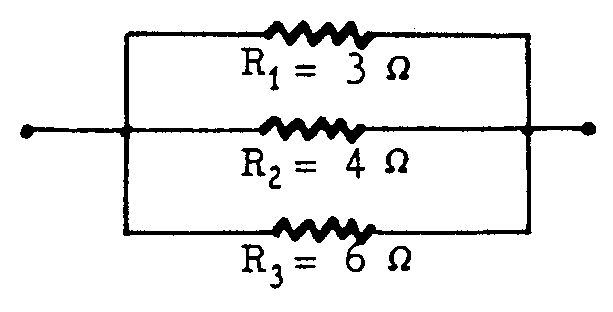 R₁ = 3 Ω
R₂ = 4 Ω
R₃ = 6 Ω